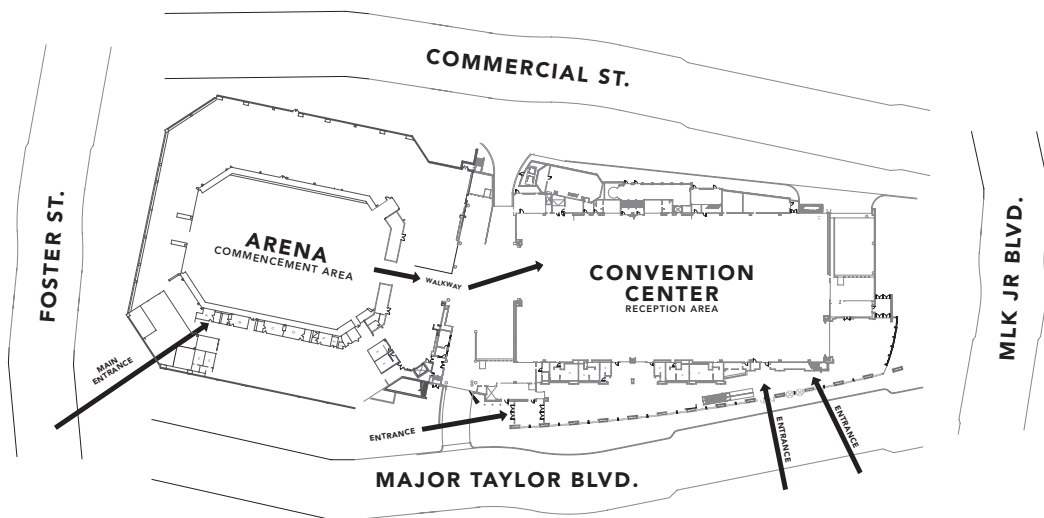 COMMERCIAL ST.
FOSTER ST.
ARENA
COMMENCEMENT AREA
WALKWAY
CONVENTION
CENTER
RECEPTION AREA
MLK JR BLVD.
MAIN
ENTRANCE
ENTRANCE
ENTRANCE
ENTRANCE
MAJOR TAYLOR BLVD.